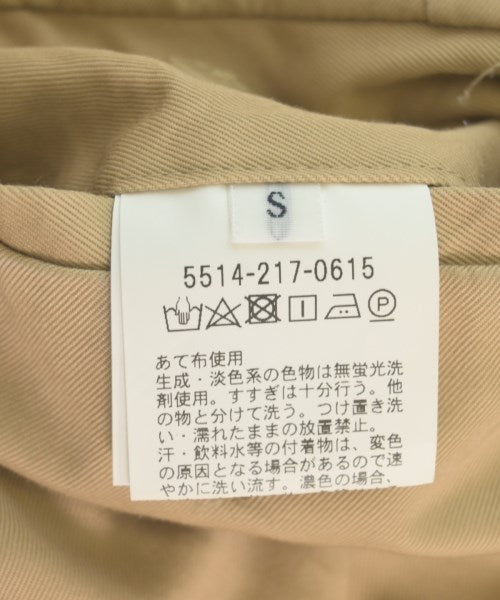 S
5514-217-0615
P
あて布使用
生成・淡色系の色物は無蛍光洗
剤使用。すすぎは十分行う。他
の物と分けて洗う。つけ置き洗
い・濡れたままの放置禁止。
汗・飲料水等の付着物は、変色
の原因となる場合があるので速
やかに洗い流す。濃色の場合、